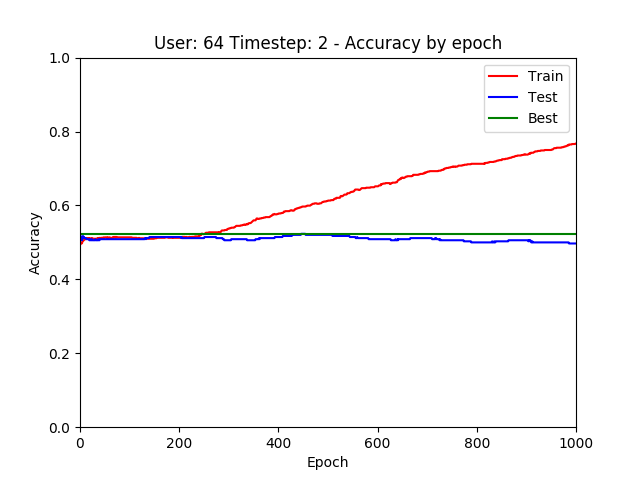 User: 64 Timestep: 2 - Accuracy by epoch
1.0
0.8
0.6
0.4
0.2
0.0
Accuracy
Train
Test
Best
0 200 400 600 800 1000
Epoch